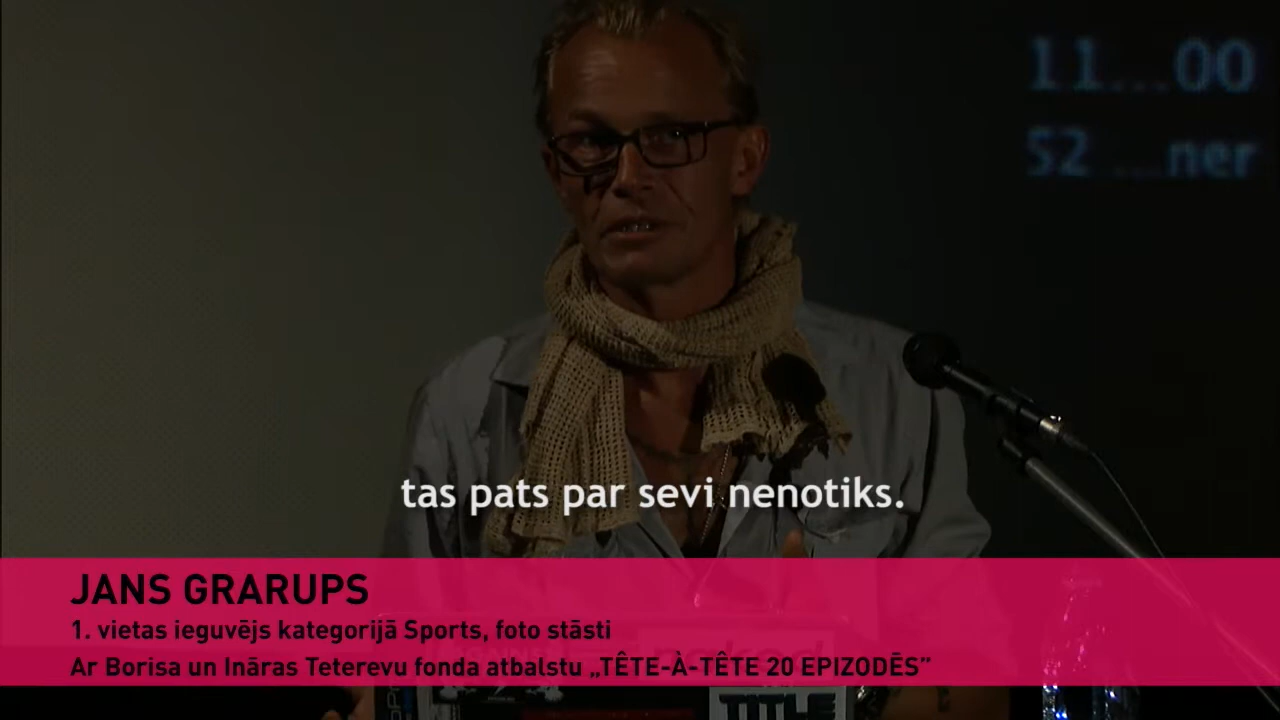 11...00
52 ...ner
tas pats par sevi nenotiks.
JANS GRARUPS
1. vietas ieguvējs kategorijā Sports, foto stāsti
Ar Borisa un Ināras Teterevu fonda atbalstu „TÊTE-À-TÊTE 20 EPIZODĒS”
TITLE